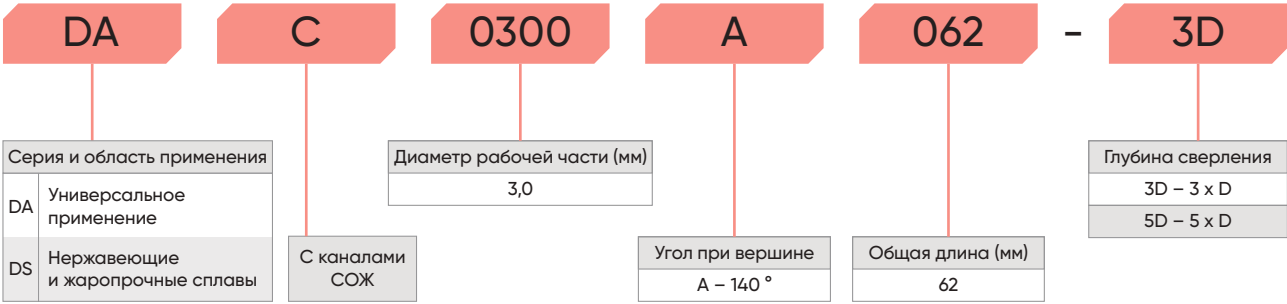 DA C 0300 A 062 - 3D
Серия и область применения
DA Универсальное
применение
DS Нержавеющие
и жаропрочные сплавы
С каналами
СОЖ
Диаметр рабочей части (мм)
3,0
Угол при вершине
A – 140 °
Общая длина (мм)
62
Глубина сверления
3D – 3 x D
5D – 5 x D